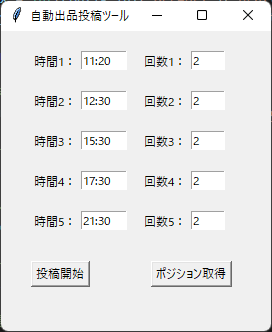 自動出品投稿ツール
時間1： 11:20 回数1： 2
時間2： 12:30 回数2： 2
時間3： 15:30 回数3： 2
時間4： 17:30 回数4： 2
時間5： 21:30 回数5： 2
投稿開始 ポジション取得